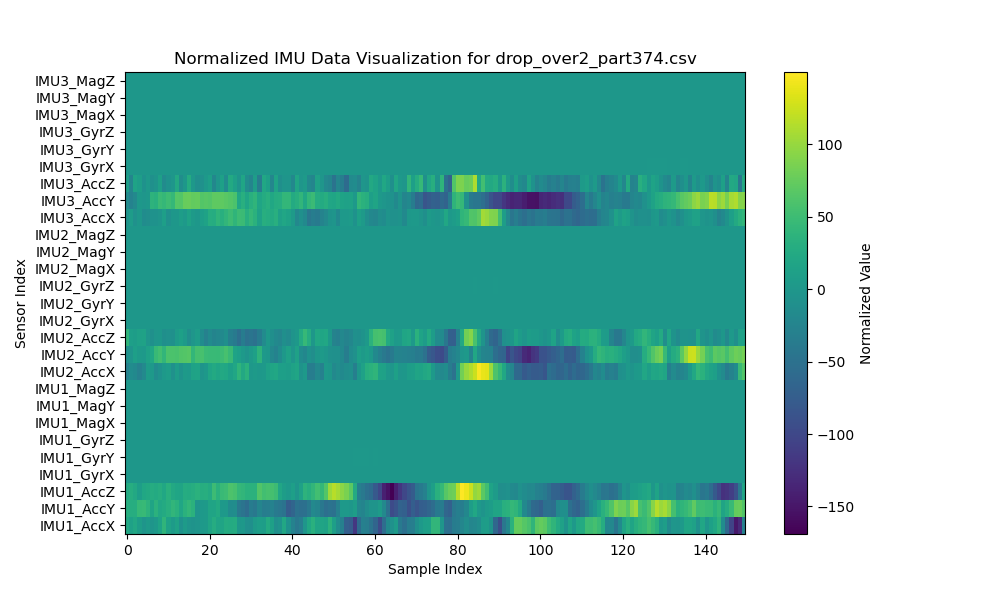 Normalized IMU Data Visualization for drop_over2_part374.csv
IMU3_MagZ
IMU3_MagY
IMU3_MagX
IMU3_GyrZ
IMU3_GyrY
IMU3_GyrX
IMU3_AccZ
IMU3_AccY
IMU3_AccX
IMU2_MagZ
IMU2_MagY
IMU2_MagX
IMU2_GyrZ
IMU2_GyrY
IMU2_GyrX
IMU2_AccZ
IMU2_AccY
IMU2_AccX
IMU1_MagZ
IMU1_MagY
IMU1_MagX
IMU1_GyrZ
IMU1_GyrY
IMU1_GyrX
IMU1_AccZ
IMU1_AccY
IMU1_AccX
Sensor Index
0 20 40 60 80 100 120 140
Sample Index
100
50
0
−50
−100
−150
Normalized Value